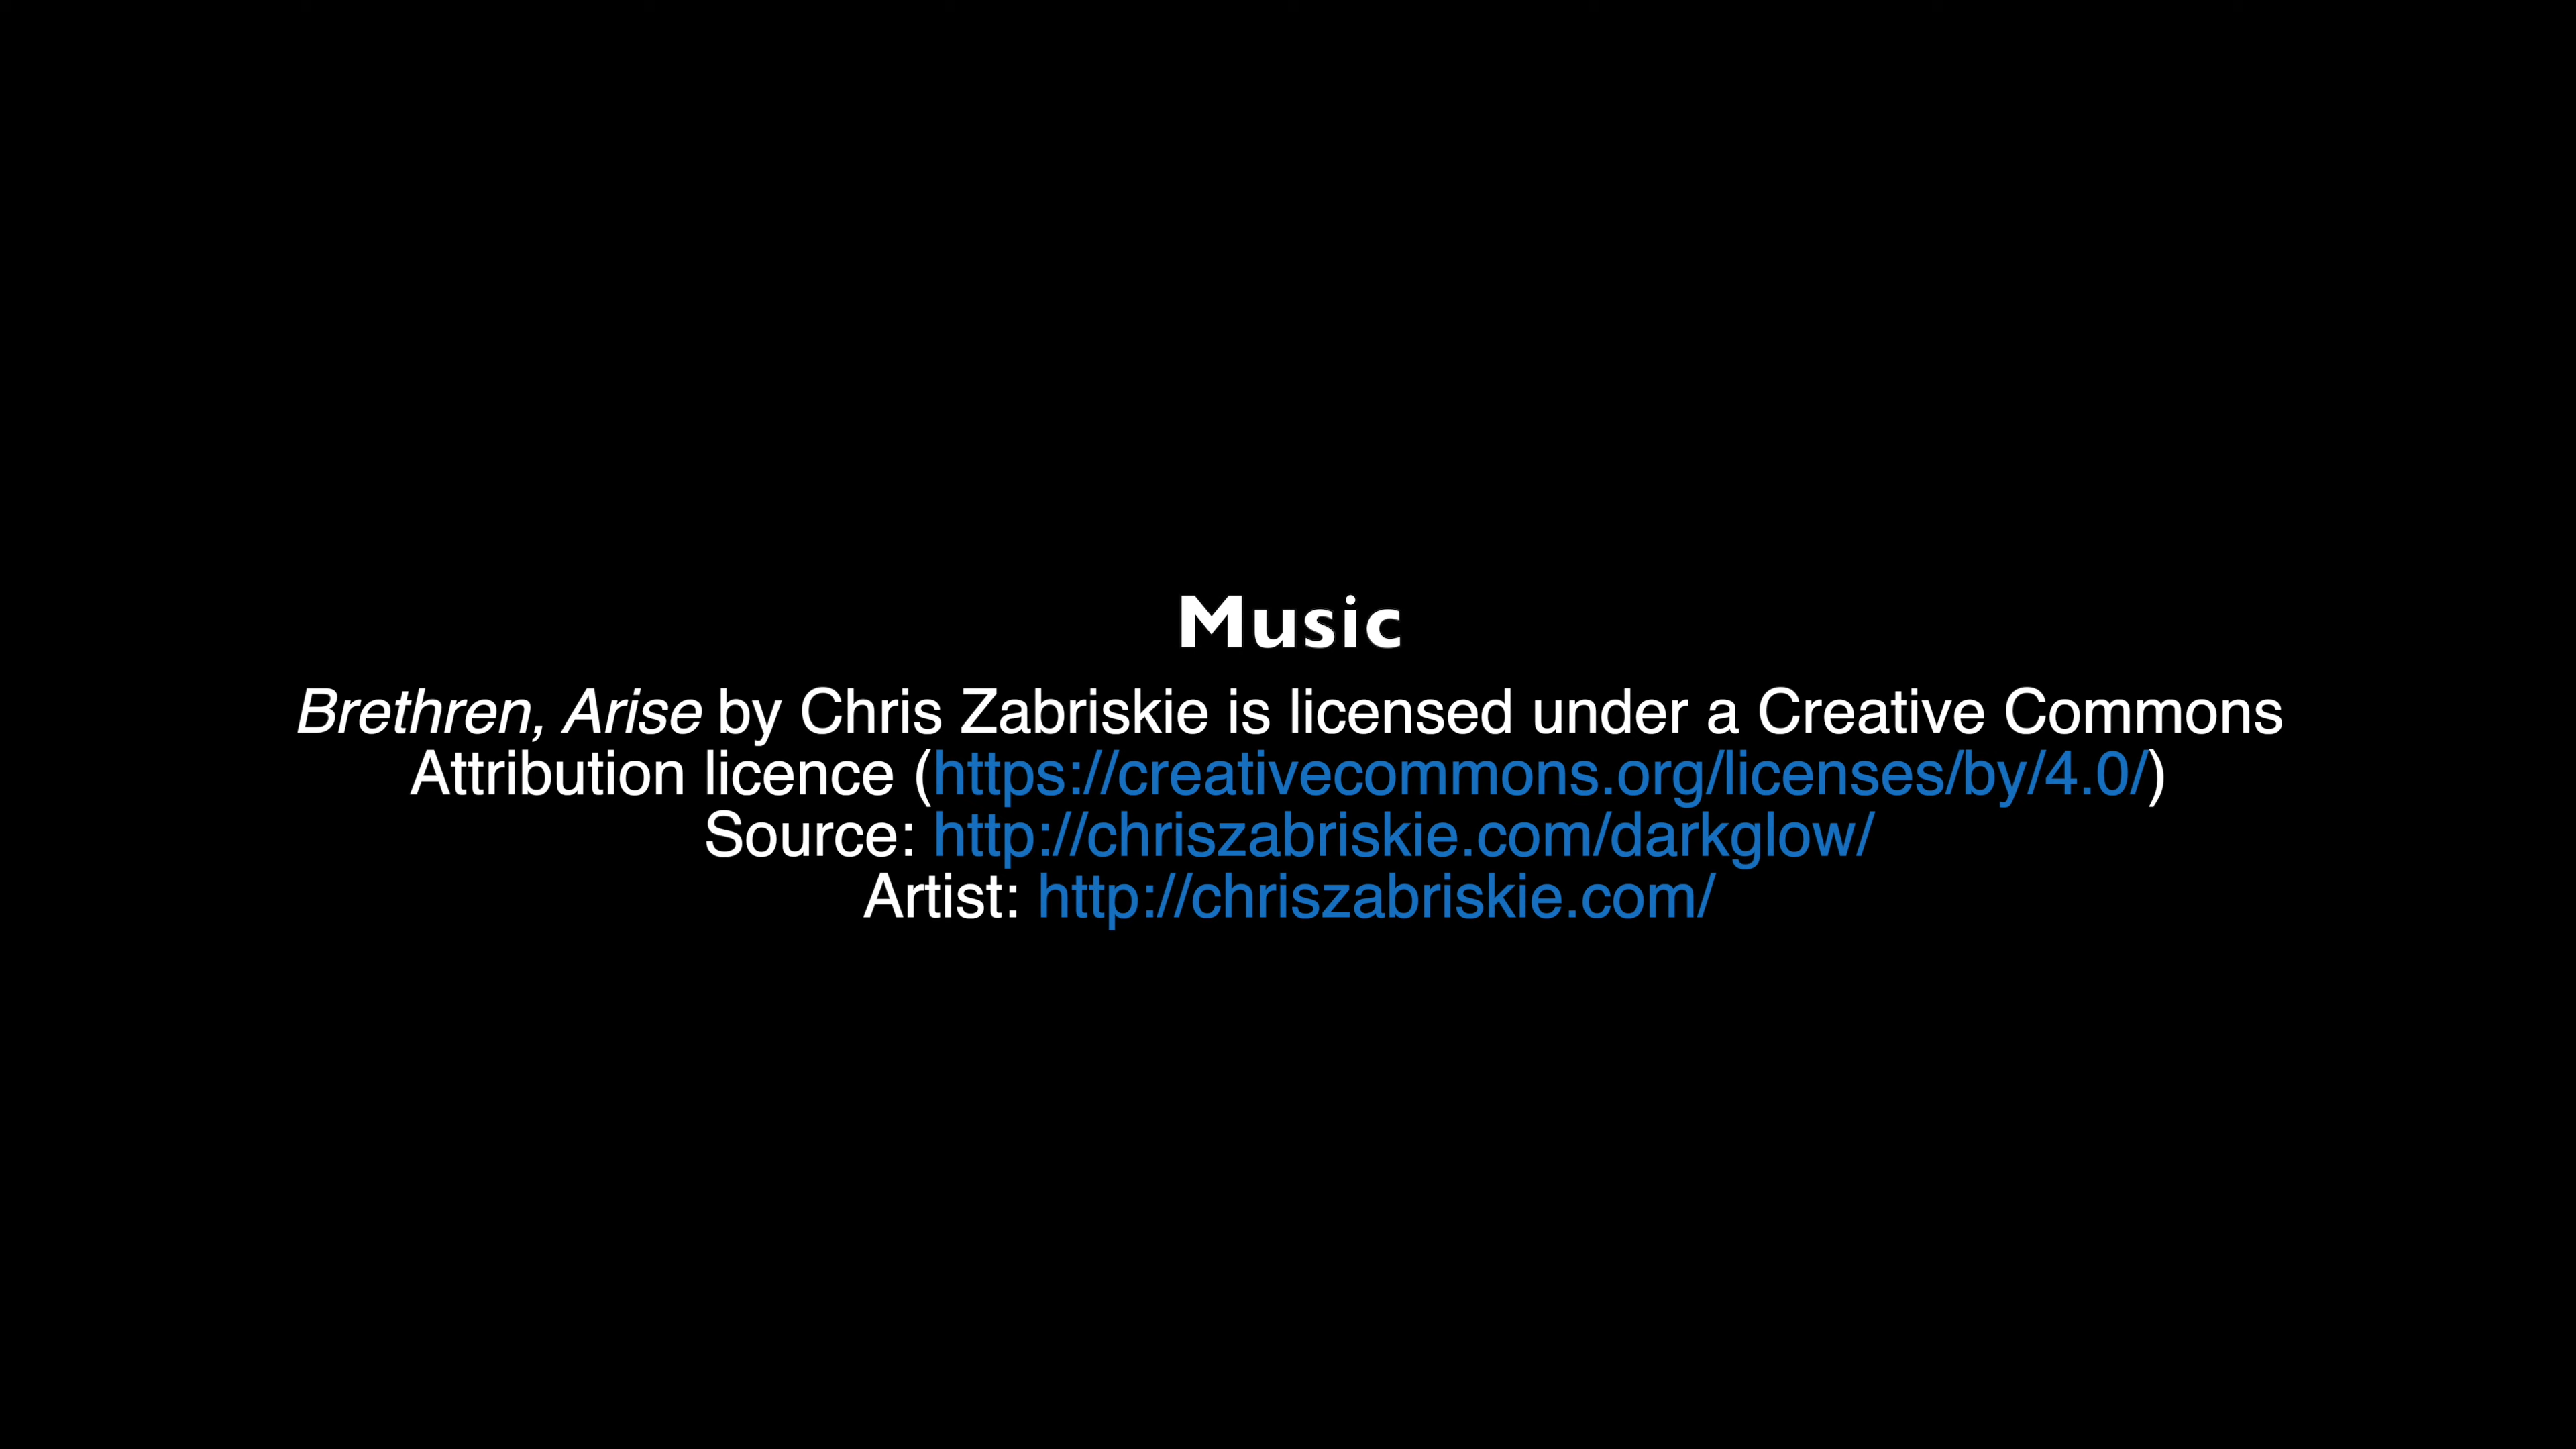 Music
Brethren, Arise by Chris Zabriskie is licensed under a Creative Commons
Attribution licence (https://creativecommons.org/licenses/by/4.0/)
Source: http://chriszabriskie.com/darkglow/
Artist: http://chriszabriskie.com/